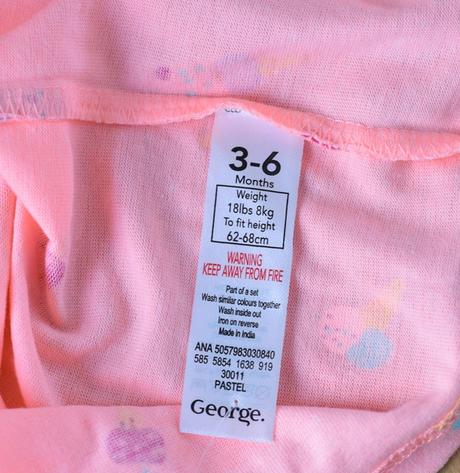 3-6
Months
Weight
18lbs 8kg
To fit height
62-68cm
WARNING
KEEP AWAY FROM FIRE
Part of a set
Wash similar colours together
Wash inside out
Iron on reverse
Made in India
ANA 5057983030840
585 5854 1638 919
30011
PASTEL
George.